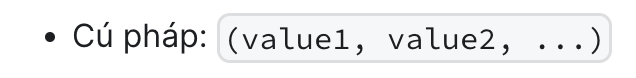 • Cú pháp: (value1, value2, ...)